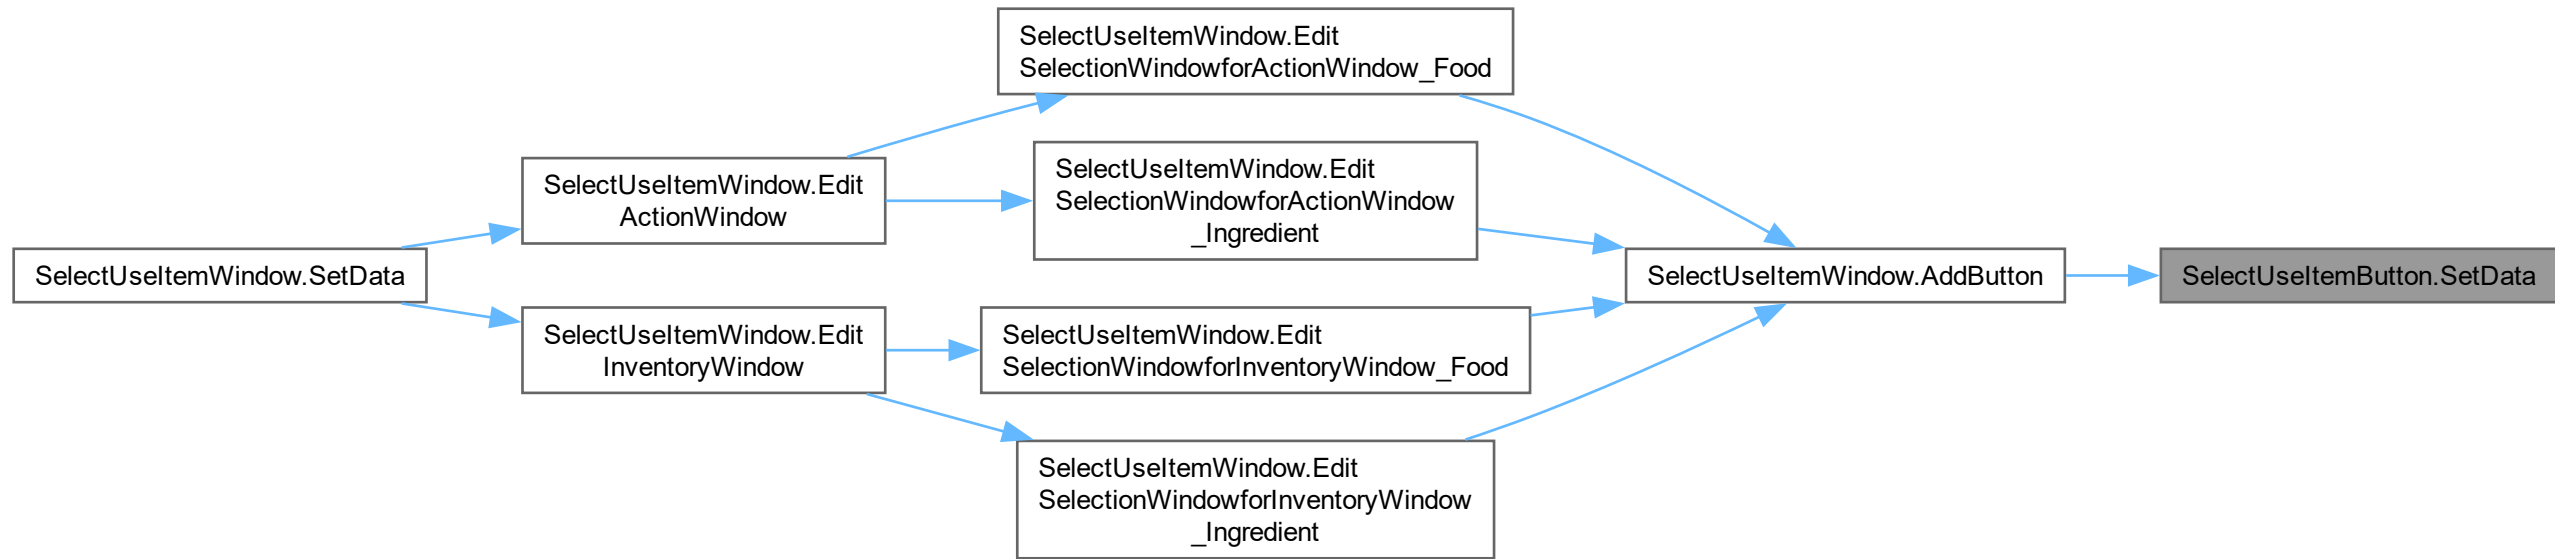 SelectUseItemWindow.SetData
SelectUseItemWindow.Edit
ActionWindow
SelectUseItemWindow.Edit
InventoryWindow
SelectUseItemWindow.Edit
SelectionWindowforActionWindow_Food
SelectUseItemWindow.Edit
SelectionWindowforActionWindow
_Ingredient
SelectUseItemWindow.Edit
SelectionWindowforInventoryWindow_Food
SelectUseItemWindow.Edit
SelectionWindowforInventoryWindow
_Ingredient
SelectUseItemWindow.AddButton
SelectUseItemButton.SetData